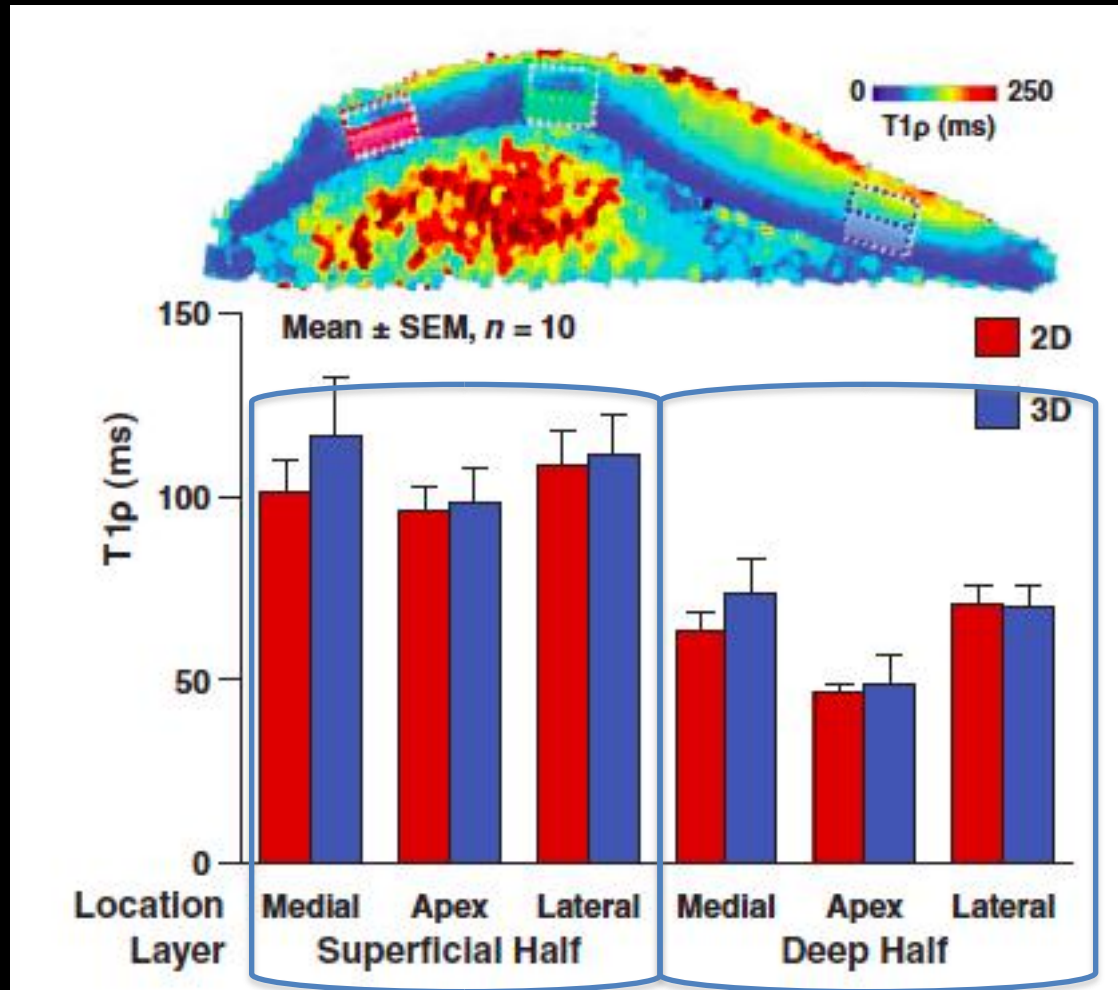 0 250
T1ρ (ms)
150
Mean ± SEM, n = 10
2D
3D
T1ρ (ms)
100
50
0
Location Medial Apex Lateral Medial Apex Lateral
Layer Superficial Half Deep Half